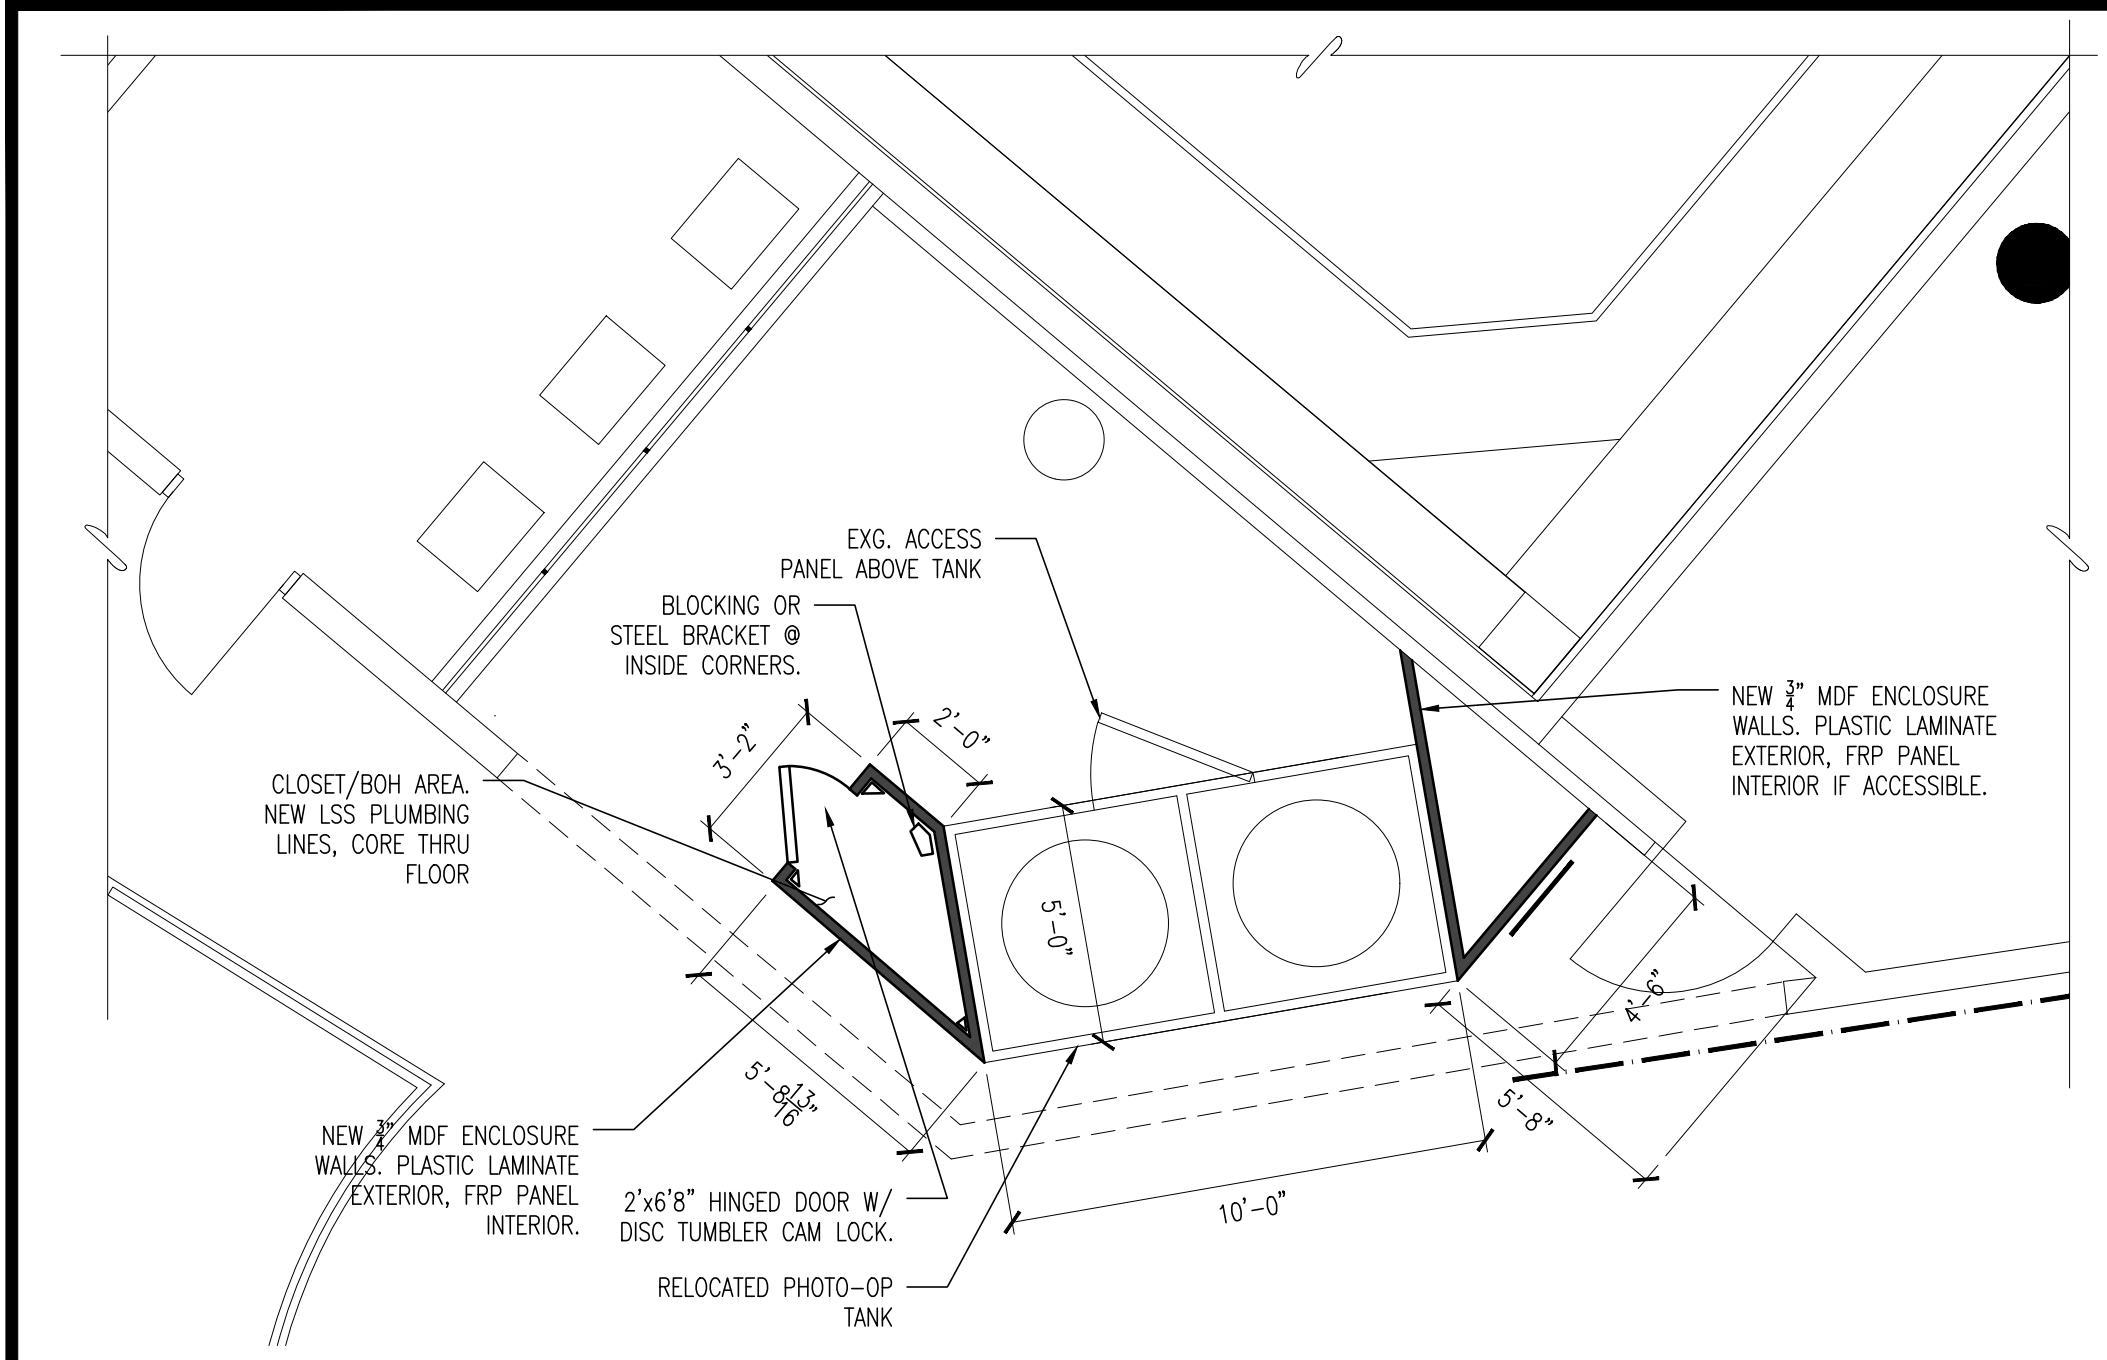 EXG. ACCESS
PANEL ABOVE TANK
BLOCKING OR
STEEL BRACKET @
INSIDE CORNERS.
NEW 3/4" MDF ENCLOSURE
WALLS. PLASTIC LAMINATE
EXTERIOR, FRP PANEL
INTERIOR IF ACCESSIBLE.
3'-2"
2'-0"
CLOSET/BOH AREA.
NEW LSS PLUMBING
LINES, CORE THRU
FLOOR
5'-0"
4'-6"
5'-8 13/16"
5'-8"
10'-0"
NEW 3/4" MDF ENCLOSURE
WALLS. PLASTIC LAMINATE
EXTERIOR, FRP PANEL
INTERIOR.
2'x6'8" HINGED DOOR W/
DISC TUMBLER CAM LOCK.
RELOCATED PHOTO-OP
TANK